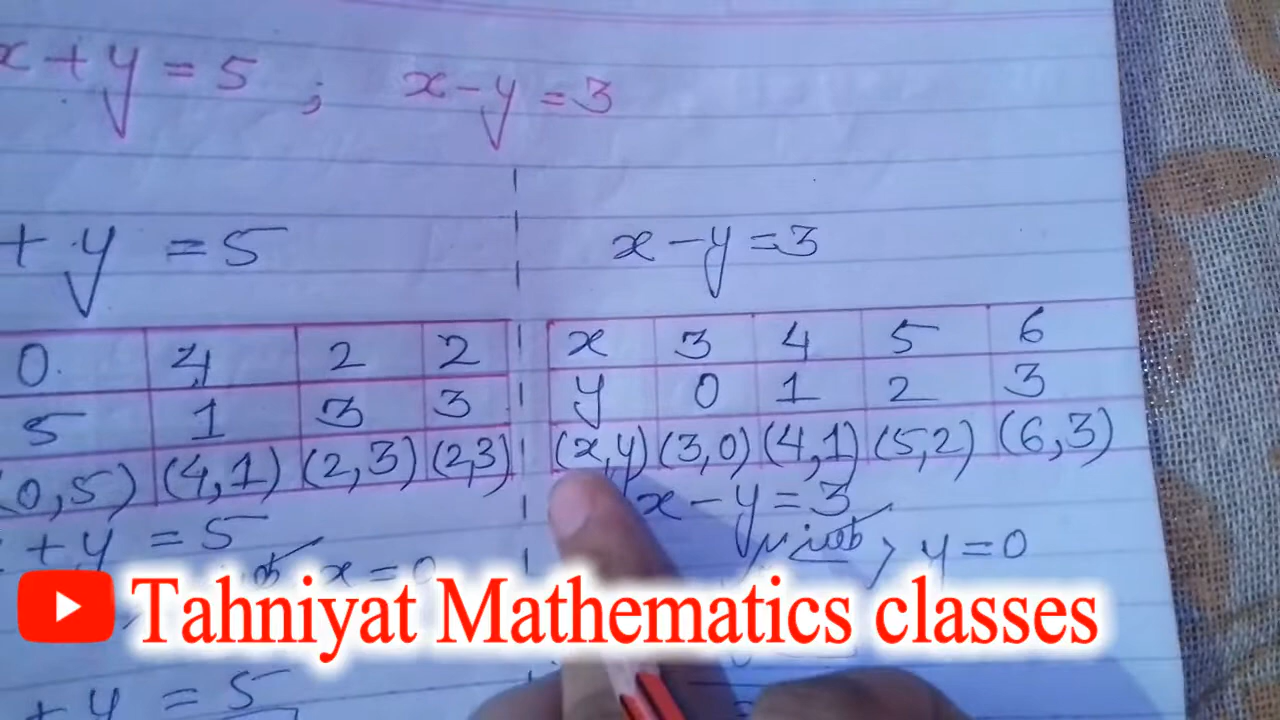 x + y = 5 ; x - y = 3
+ y = 5
0. 4 2 2
5 1 3 3
(0,5) (4,1) (2,3) (2,3)
+ y = 5
x = 0
+ y = 5
x - y = 3
x 3 4 5 6
y 0 1 2 3
(x,y) (3,0) (4,1) (5,2) (6,3)
x - y = 3
y = 0
Tahniyat Mathematics classes